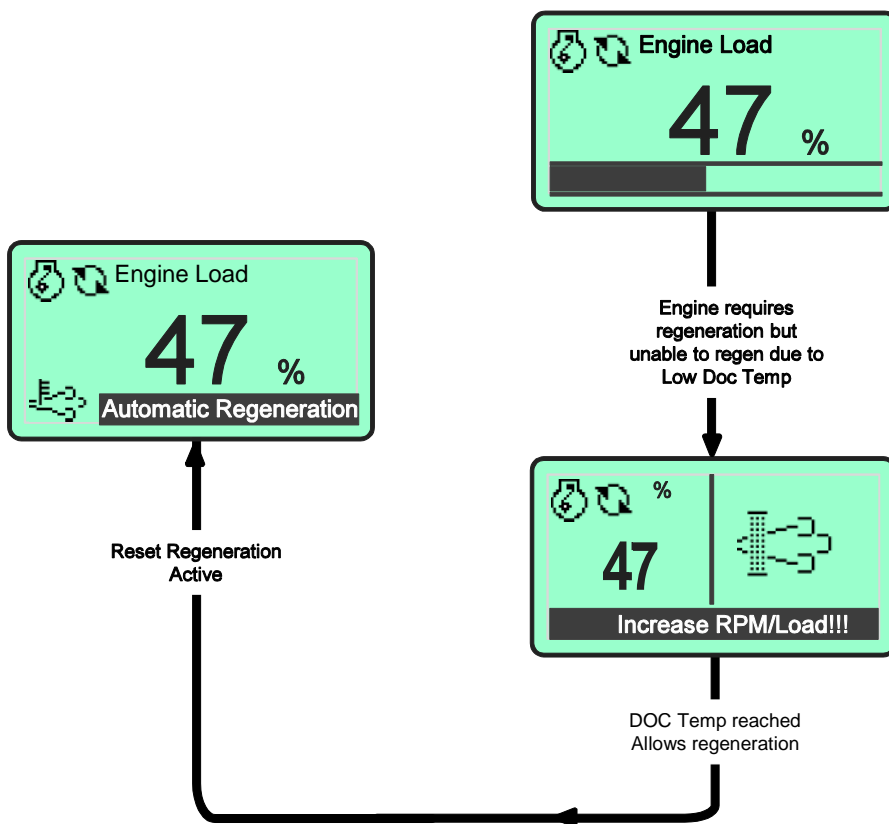 Engine Load
47 %
Engine requires
regeneration but
unable to regen due to
Low Doc Temp
%
47
Increase RPM/Load!!!
DOC Temp reached
Allows regeneration
Reset Regeneration
Active
Engine Load
47 %
Automatic Regeneration